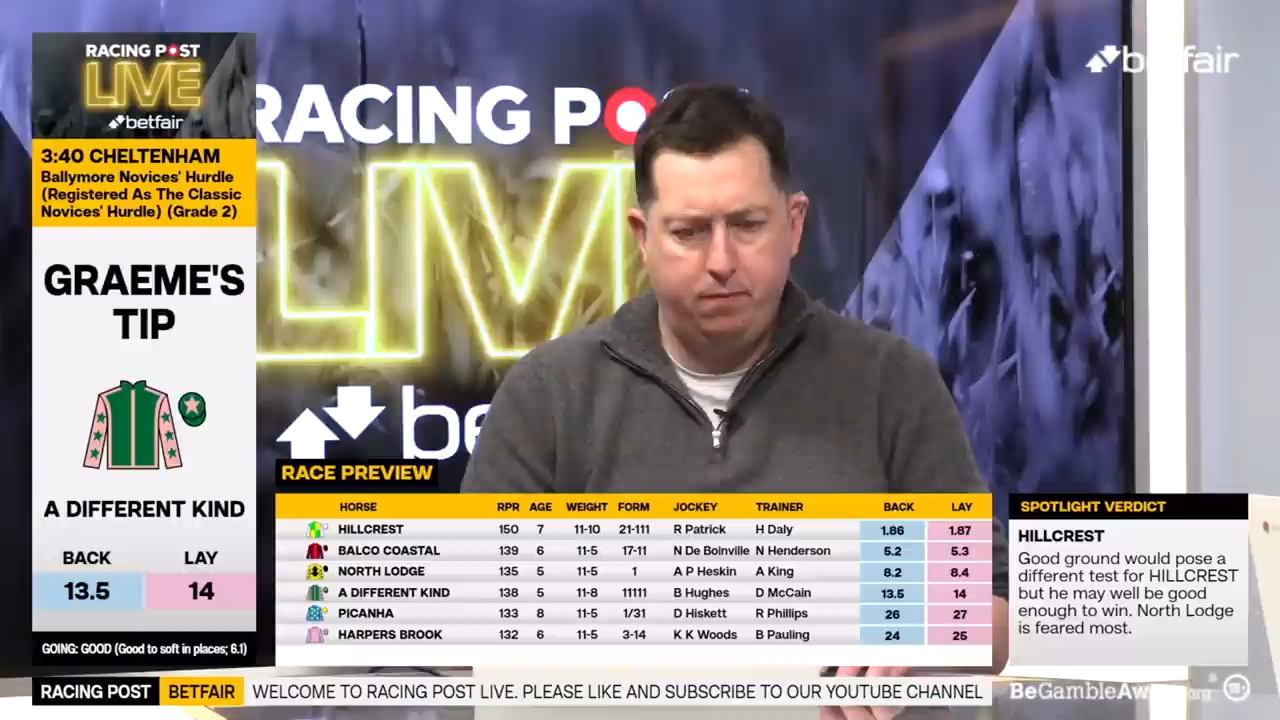 RACING POST
LIVE
betfair
3:40 CHELTENHAM
Ballymore Novices' Hurdle
(Registered As The Classic
Novices' Hurdle) (Grade 2)
GRAEME'S
TIP
A DIFFERENT KIND
BACK LAY
13.5 14
GOING: GOOD (Good to soft in places; 6.1)
RACING PO
LIV
be
betfair
RACE PREVIEW
HORSE RPR AGE WEIGHT FORM JOCKEY TRAINER BACK LAY
HILLCREST 150 7 11-10 21-111 R Patrick H Daly 1.86 1.87
BALCO COASTAL 139 6 11-5 17-11 N De Boinville N Henderson 5.2 5.3
NORTH LODGE 135 5 11-5 1 A P Heskin A King 8.2 8.4
A DIFFERENT KIND 138 5 11-8 11111 B Hughes D McCain 13.5 14
PICANHA 133 8 11-5 1/31 D Hiskett R Phillips 26 27
HARPERS BROOK 132 6 11-5 3-14 K K Woods B Pauling 24 25
SPOTLIGHT VERDICT
HILLCREST
Good ground would pose a
different test for HILLCREST
but he may well be good
enough to win. North Lodge
is feared most.
RACING POST BETFAIR WELCOME TO RACING POST LIVE. PLEASE LIKE AND SUBSCRIBE TO OUR YOUTUBE CHANNEL
BeGambleAware.org